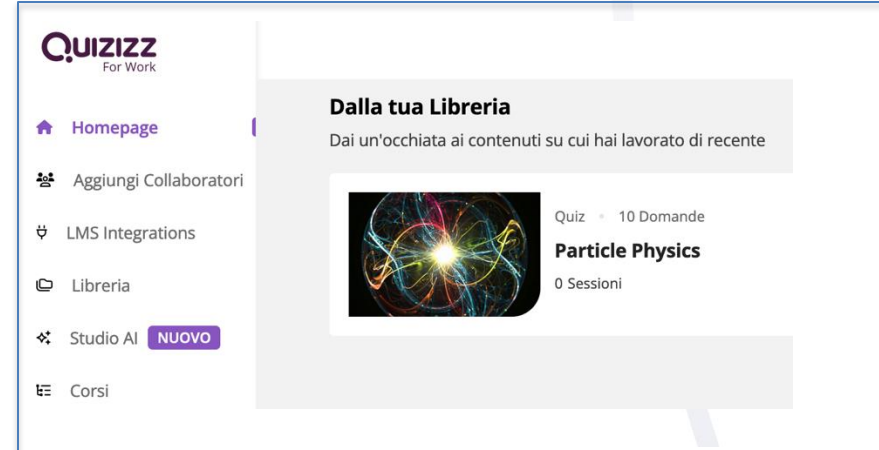 QUIZIZZ
For Work
Homepage
Aggiungi Collaboratori
LMS Integrations
Libreria
Studio AI NUOVO
Corsi
Dalla tua Libreria
Dai un'occhiata ai contenuti su cui hai lavorato di recente
Quiz • 10 Domande
Particle Physics
0 Sessioni